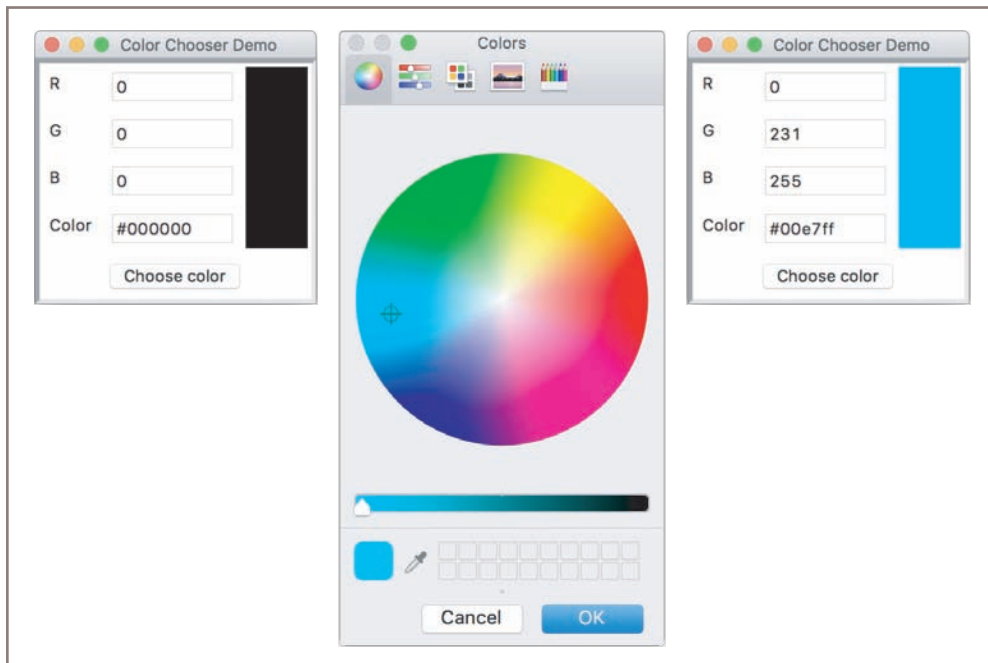 Color Chooser Demo
R 0
G 0
B 0
Color #000000
Choose color
Colors
Cancel OK
Color Chooser Demo
R 0
G 231
B 255
Color #00e7ff
Choose color